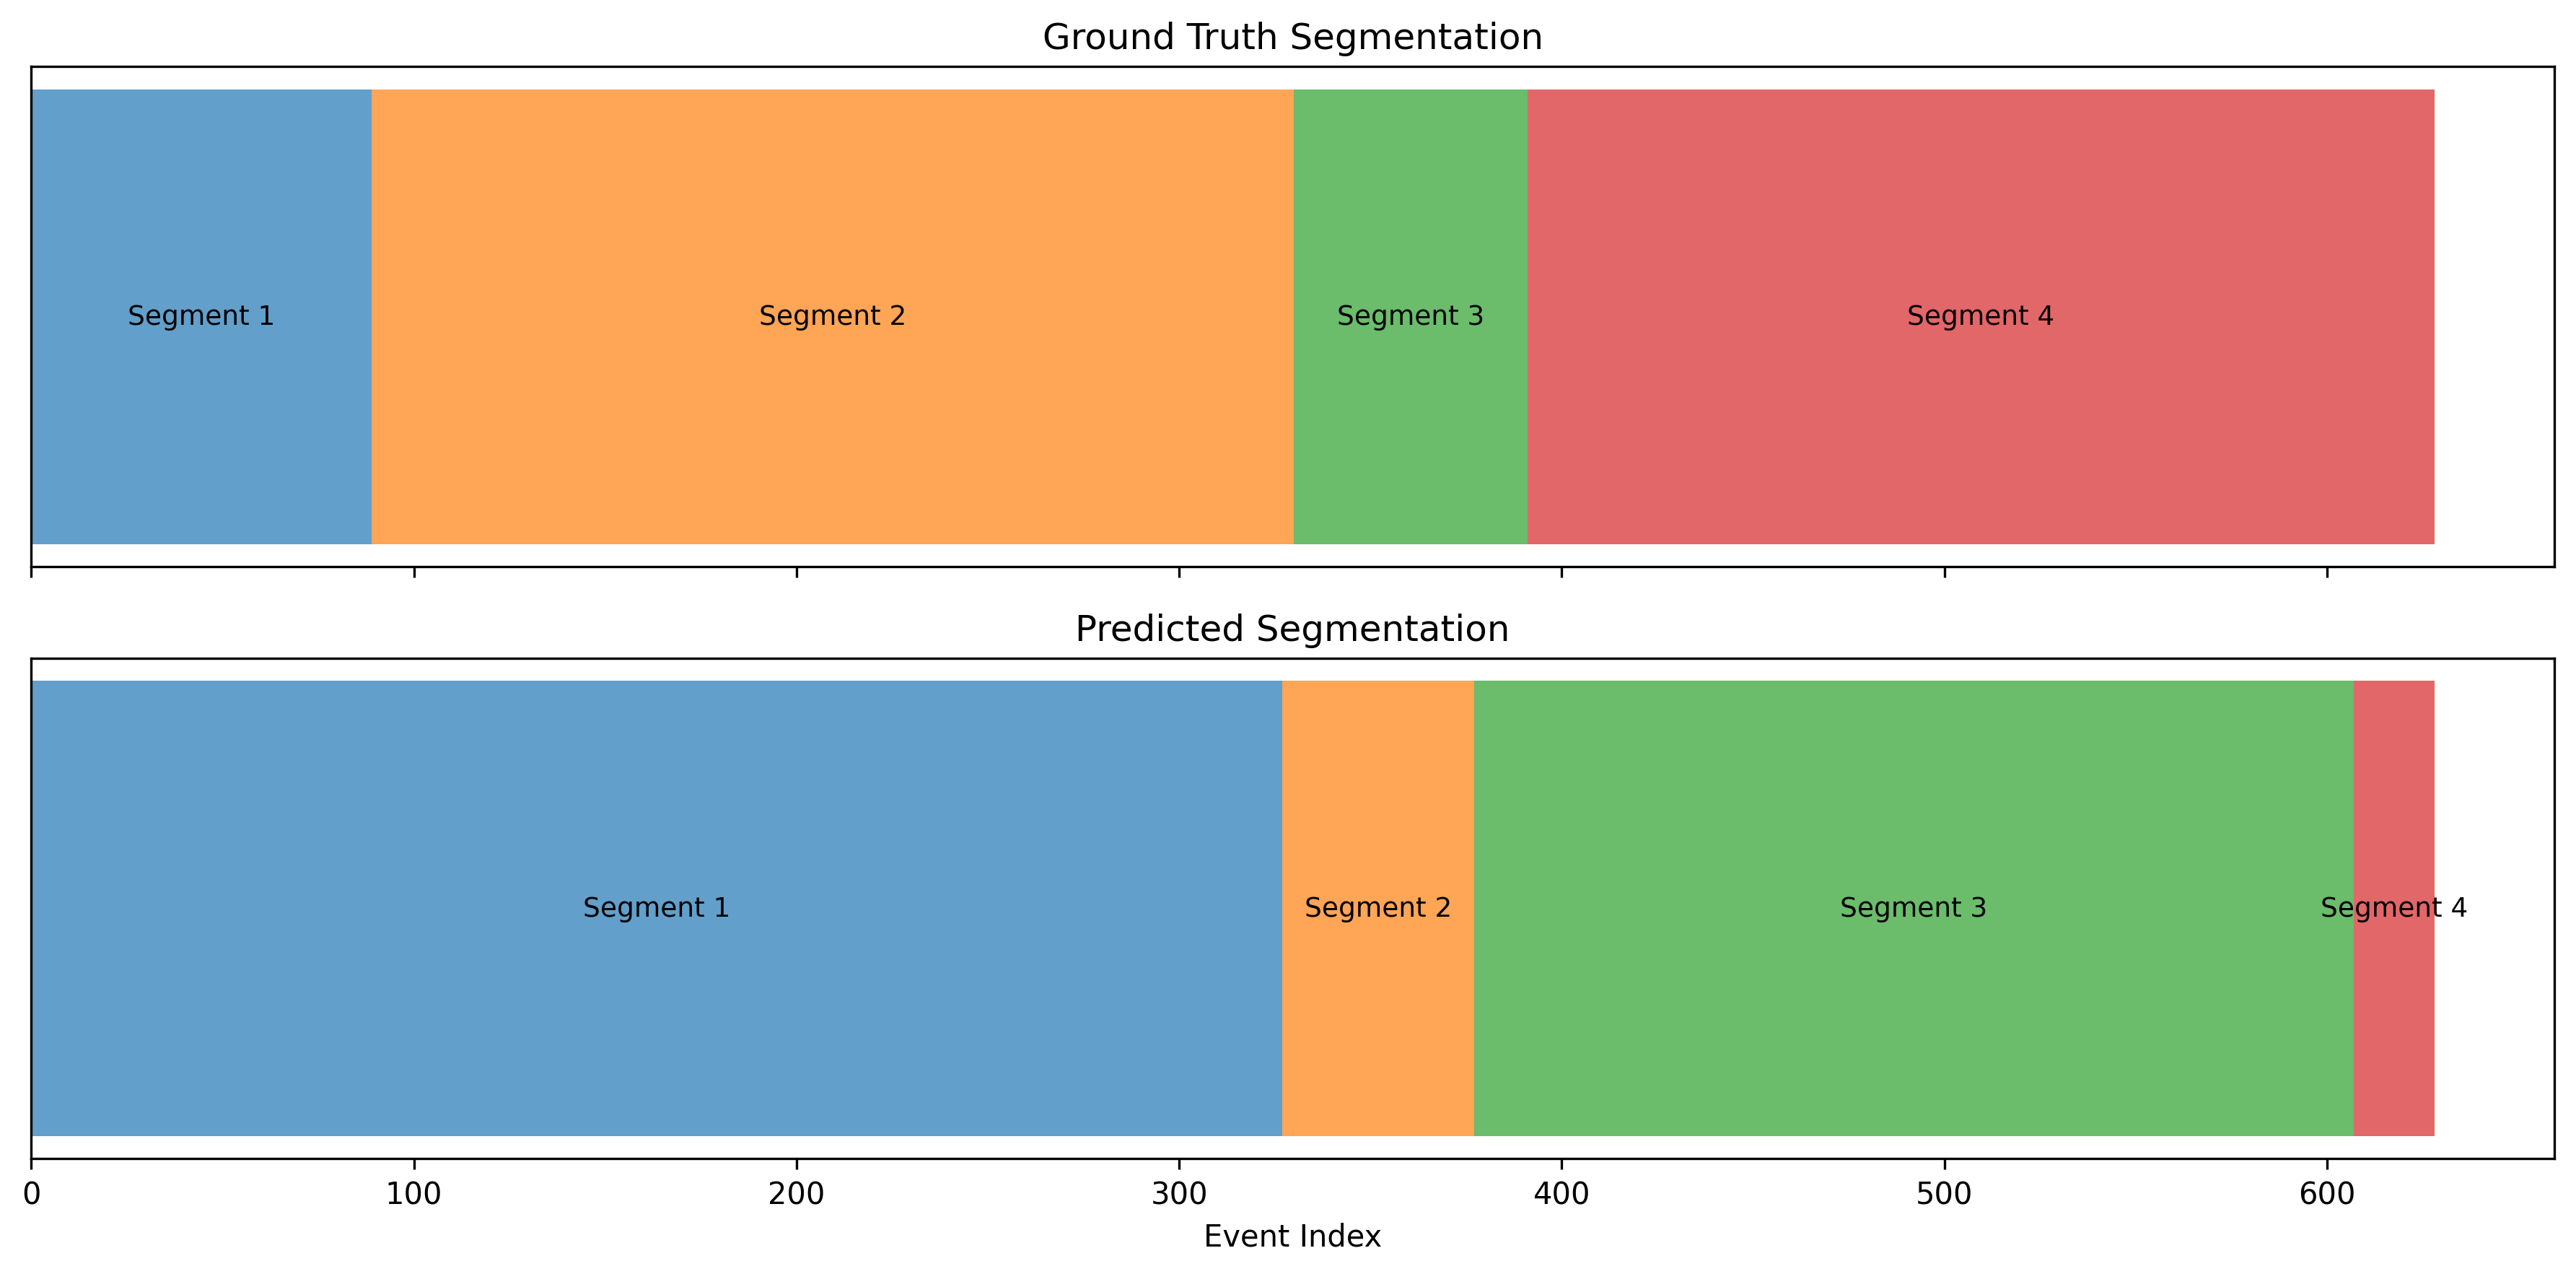 Ground Truth Segmentation
Segment 1 Segment 2 Segment 3 Segment 4
Predicted Segmentation
Segment 1 Segment 2 Segment 3 Segment 4
0 100 200 300 400 500 600
Event Index